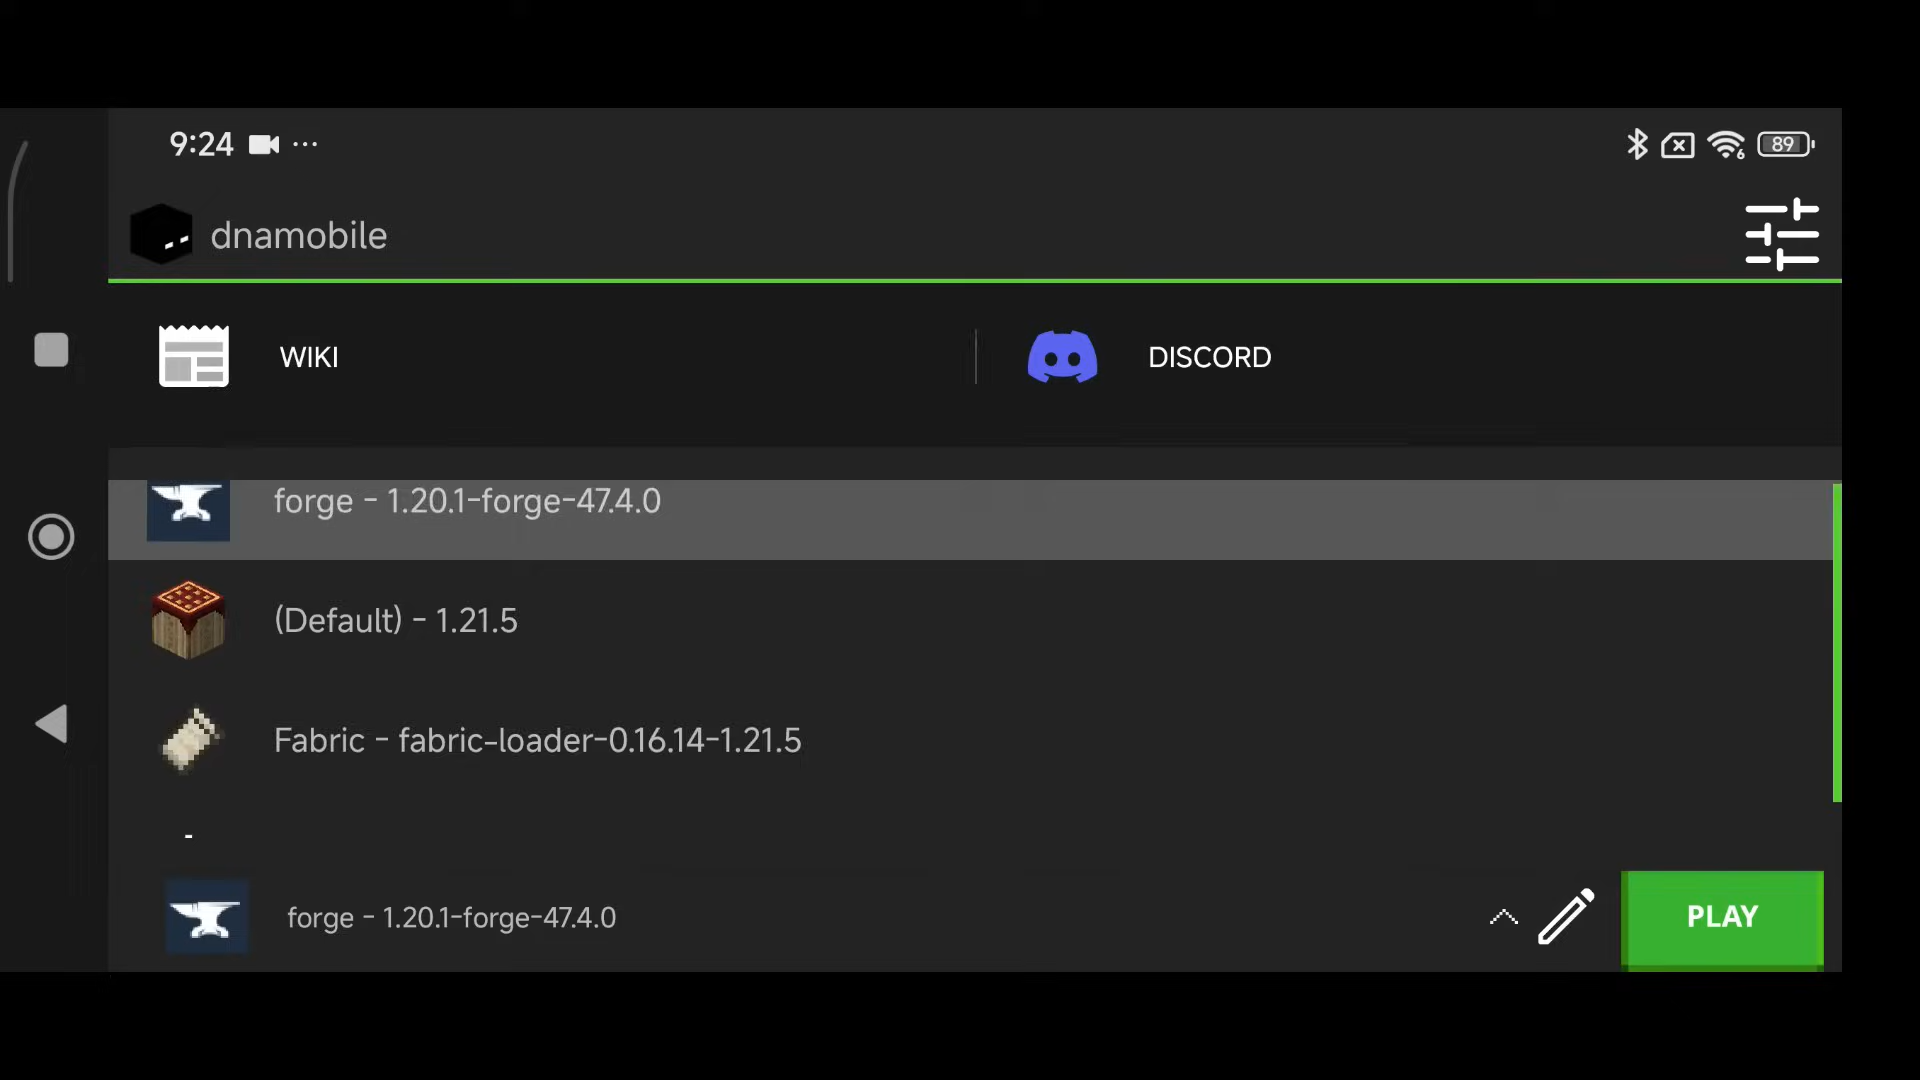 9:24
89
6
dnamobile
WIKI
DISCORD
forge - 1.20.1-forge-47.4.0
(Default) - 1.21.5
Fabric - fabric-loader-0.16.14-1.21.5
-
forge - 1.20.1-forge-47.4.0
PLAY